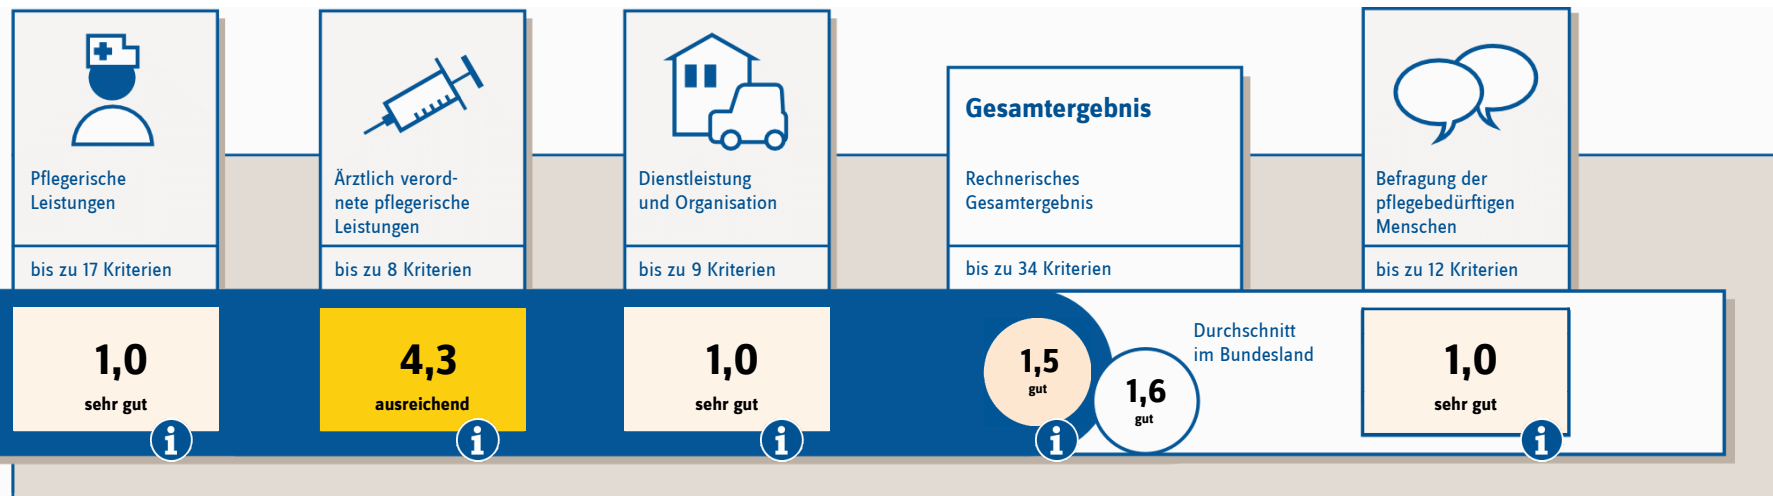 Pflegerische
Leistungen
bis zu 17 Kriterien
1,0
sehr gut
i
Ärztlich verord-
nete pflegerische
Leistungen
bis zu 8 Kriterien
4,3
ausreichend
i
Dienstleistung
und Organisation
bis zu 9 Kriterien
1,0
sehr gut
i
Gesamtergebnis
Rechnerisches
Gesamtergebnis
bis zu 34 Kriterien
1,5
gut
i
1,6
gut
Durchschnitt
im Bundesland
Befragung der
pflegebedürftigen
Menschen
bis zu 12 Kriterien
1,0
sehr gut
i